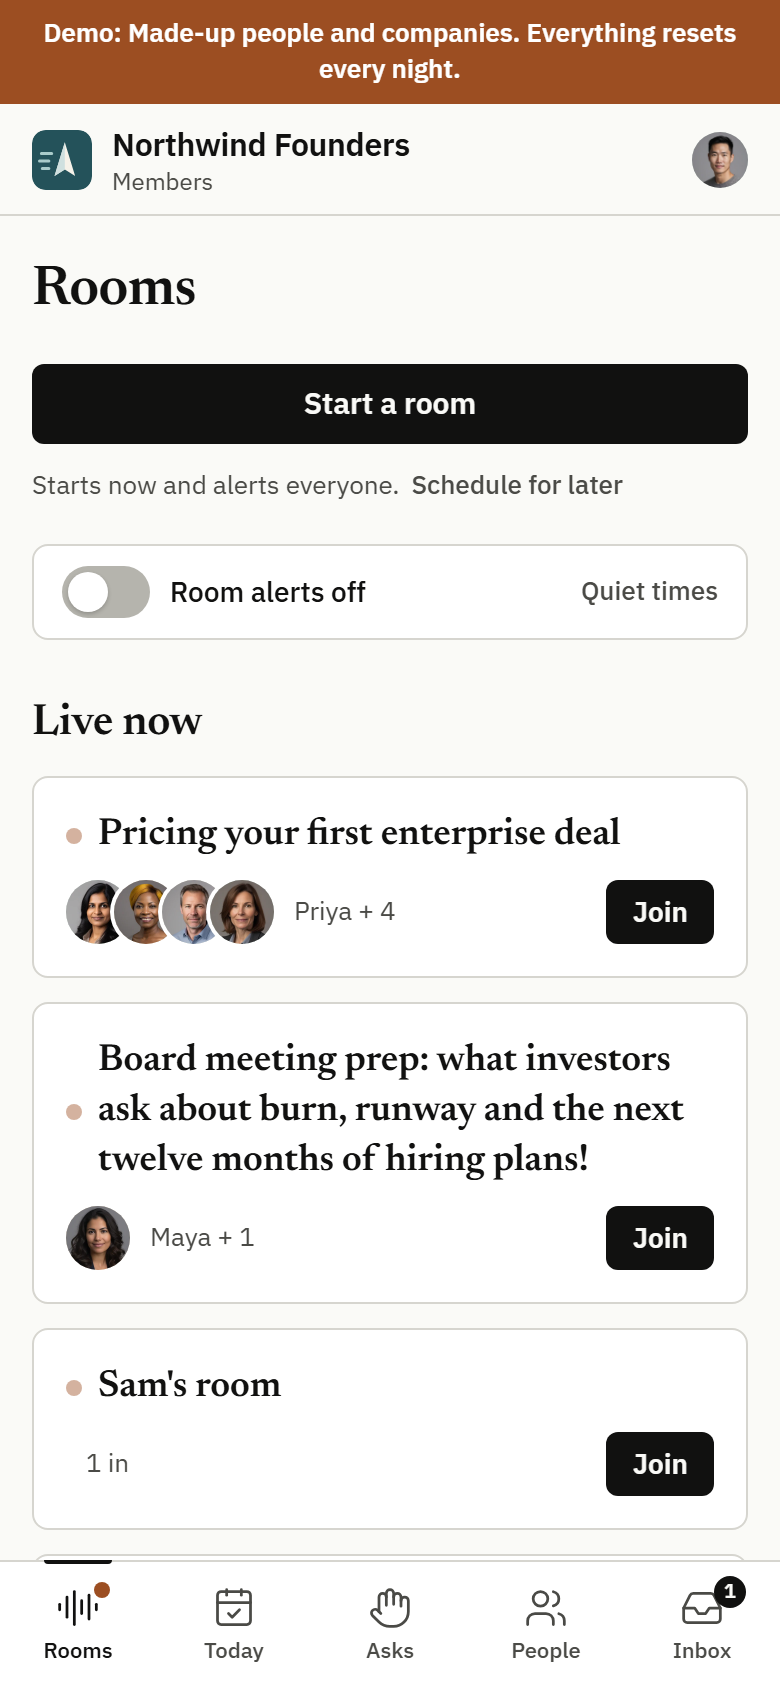 Demo: Made-up people and companies. Everything resets
every night.
Northwind Founders
Members
Rooms
Start a room
Starts now and alerts everyone. Schedule for later
Room alerts off
Quiet times
Live now
Pricing your first enterprise deal
Priya + 4
Join
Board meeting prep: what investors
ask about burn, runway and the next
twelve months of hiring plans!
Maya + 1
Join
Sam's room
1 in
Join
1
Rooms
Today
Asks
People
Inbox